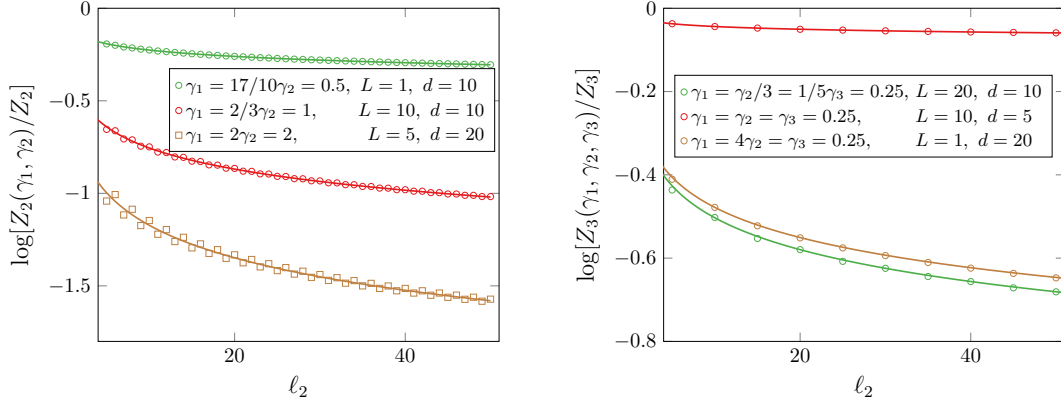 0
−0.5
−1
−1.5
20
40
ℓ₂
log[Z₂(γ₁, γ₂)/Z₂]
γ₁ = 17/10γ₂ = 0.5, L = 1, d = 10
γ₁ = 2/3γ₂ = 1, L = 10, d = 10
γ₁ = 2γ₂ = 2, L = 5, d = 20
0
−0.2
−0.4
−0.6
−0.8
20
40
ℓ₂
log[Z₃(γ₁, γ₂, γ₃)/Z₃]
γ₁ = γ₂/3 = 1/5γ₃ = 0.25, L = 20, d = 10
γ₁ = γ₂ = γ₃ = 0.25, L = 10, d = 5
γ₁ = 4γ₂ = γ₃ = 0.25, L = 1, d = 20